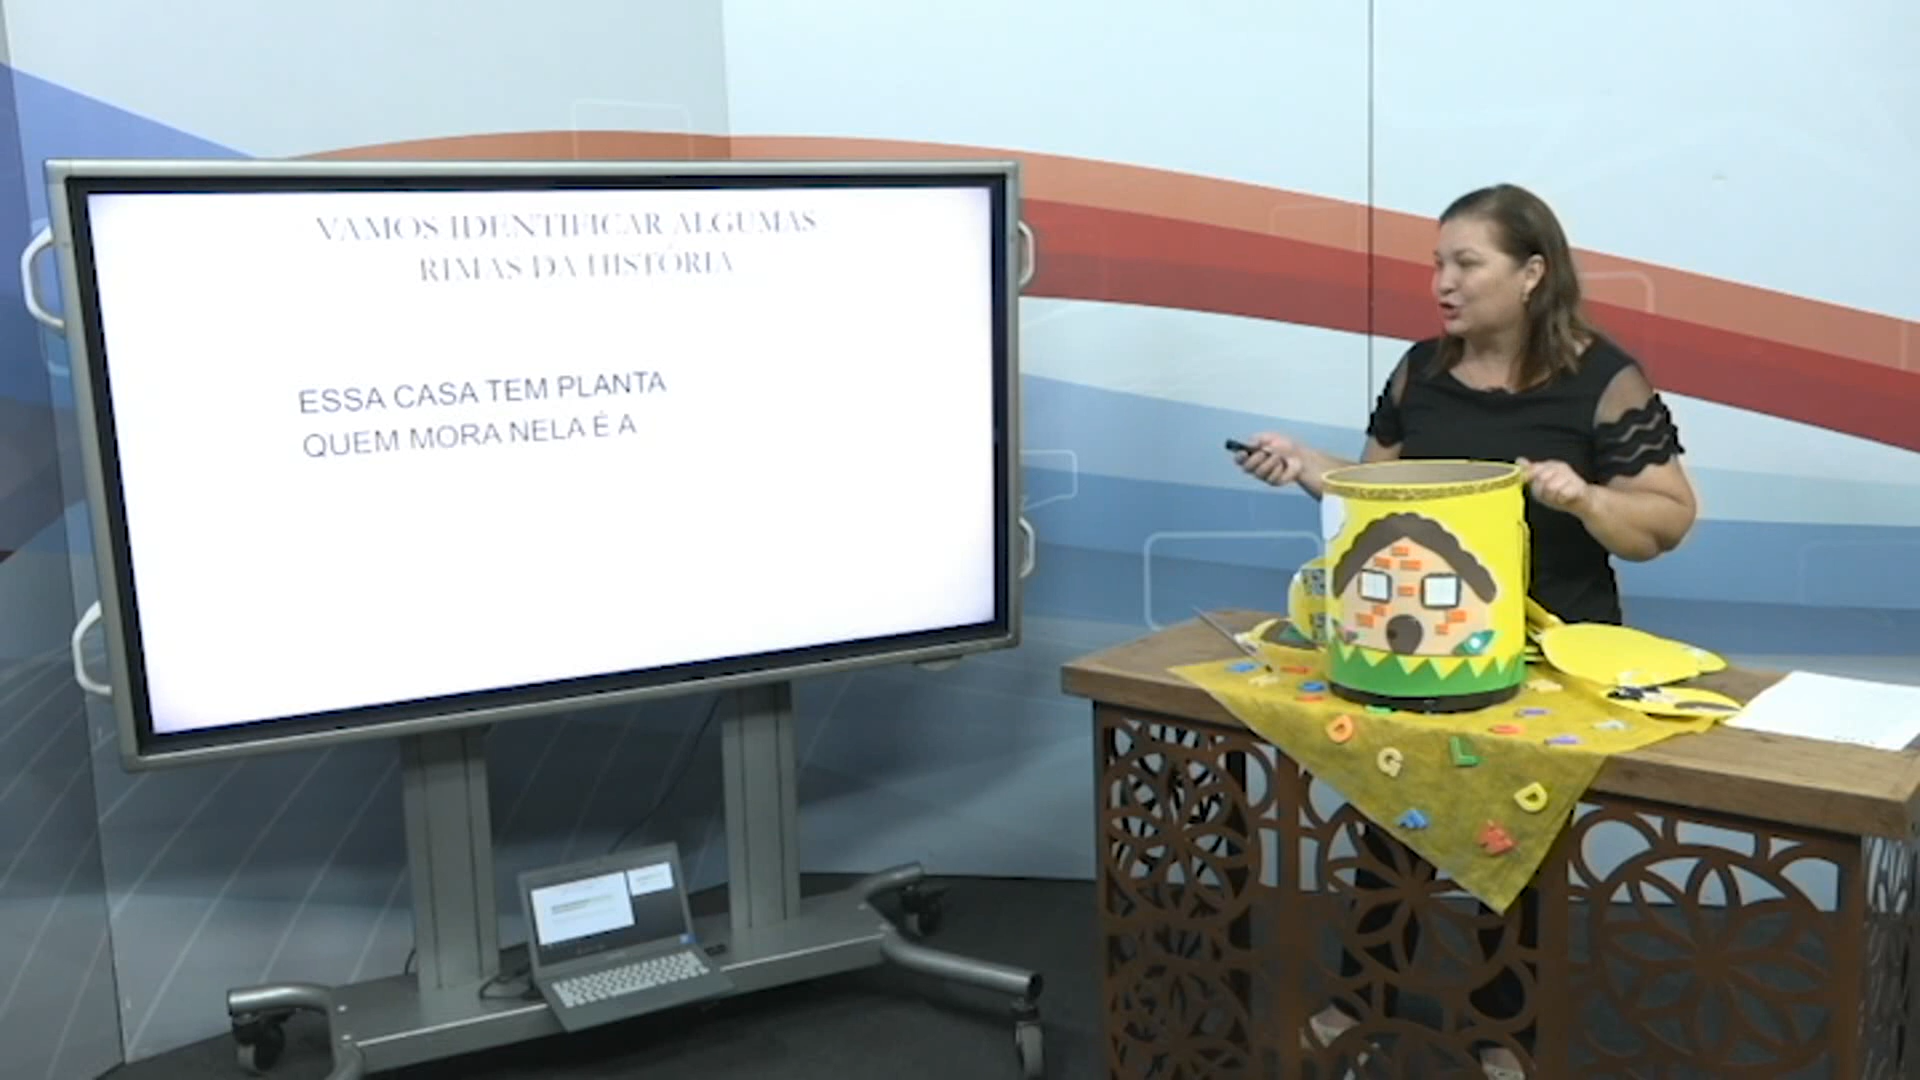 VAMOS IDENTIFICAR ALGUMAS
RIMAS DA HISTÓRIA
ESSA CASA TEM PLANTA
QUEM MORA NELA É A
D
G
L
D
F